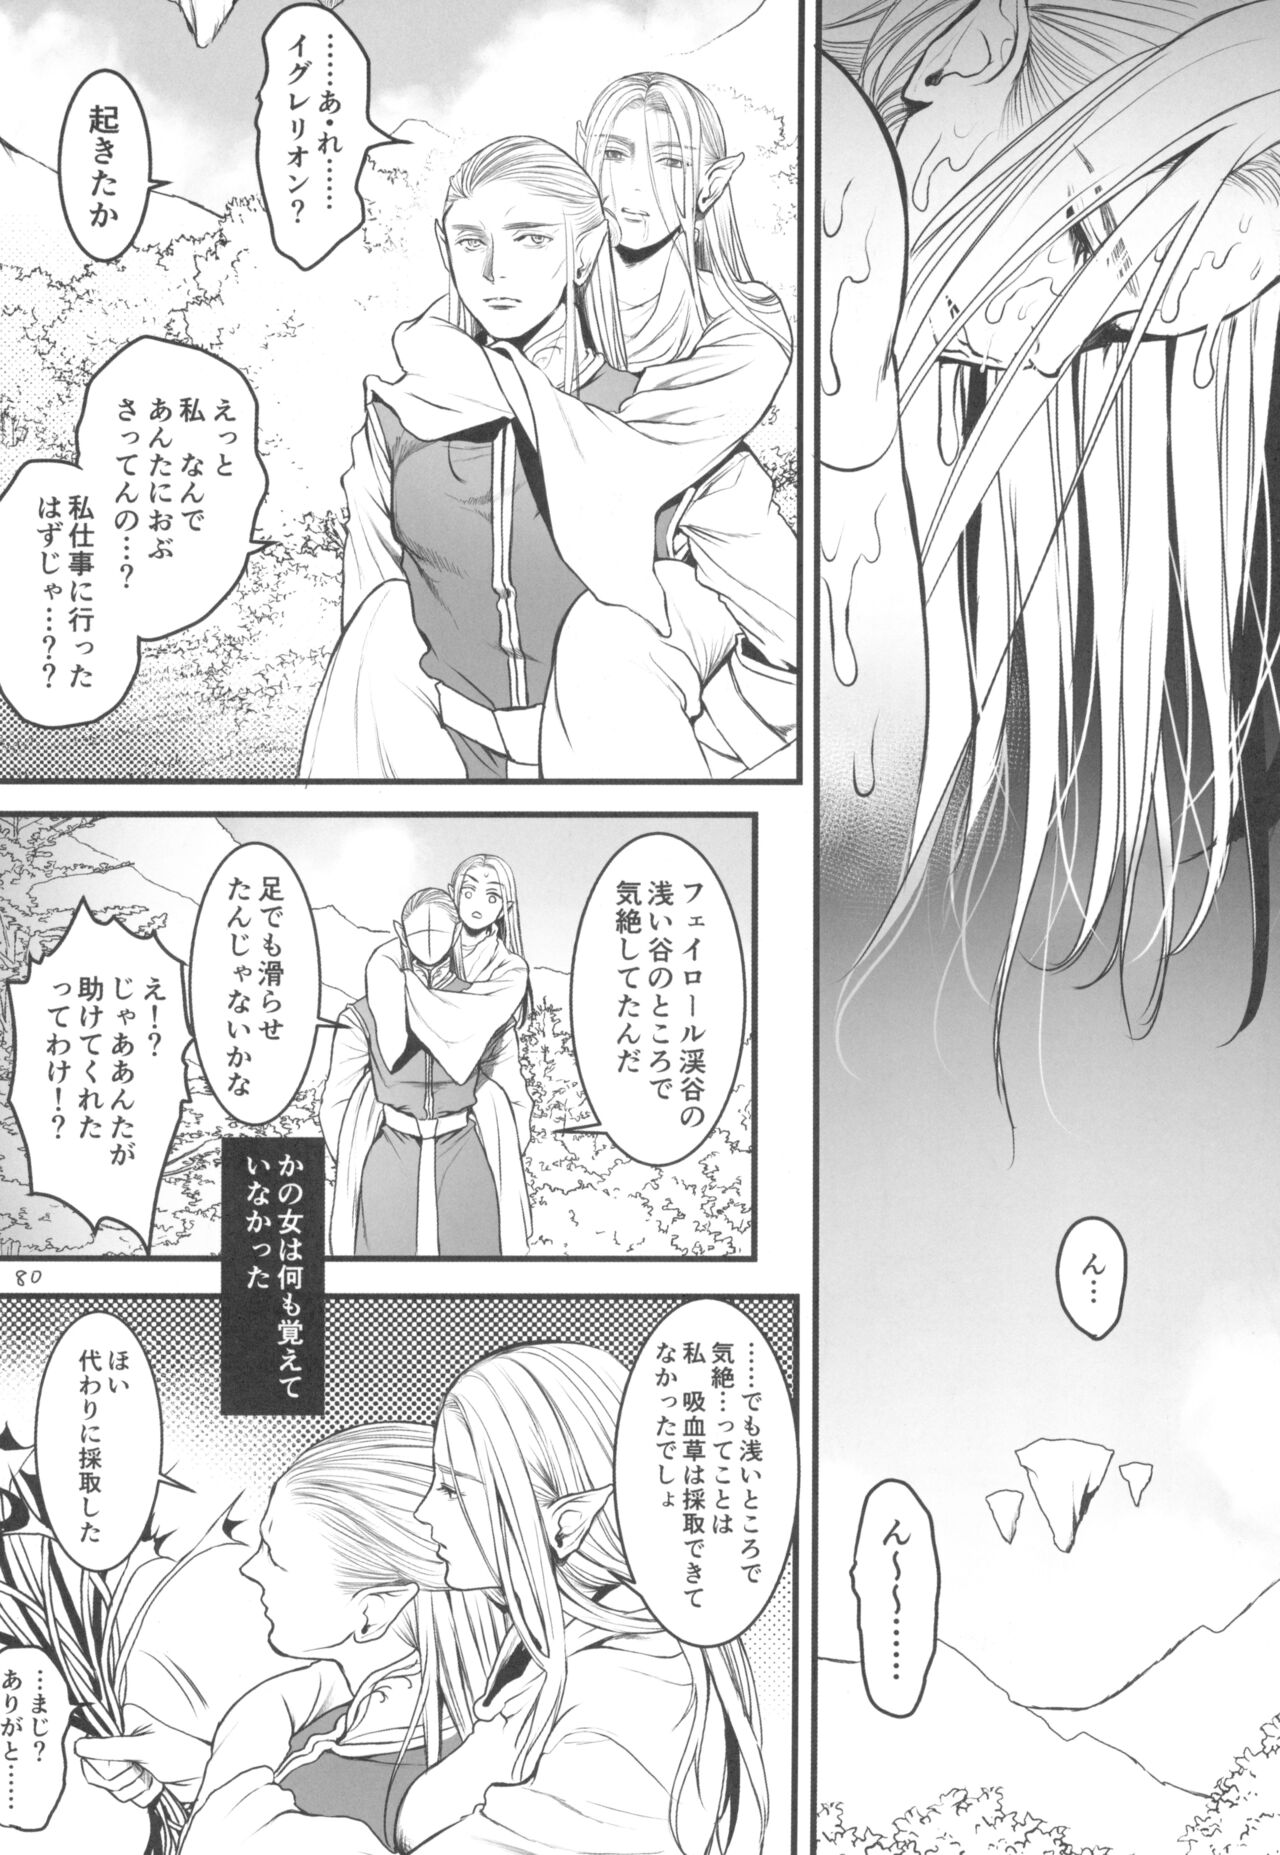 ん…
ん〜〜………
……あ・れ……
イグレリオン？
起きたか
えっと
私　なんで
あんたにおぶ
さってんの…？
私仕事に行った
はずじゃ…？？
フェイロール渓谷の
浅い谷のところで
気絶してたんだ
足でも滑らせ
たんじゃないかな
え！？
じゃああんたが
助けてくれた
ってわけ！？
かの女は何も覚えて
いなかった
……でも浅いところで
気絶…ってことは
私　吸血草は採取できて
なかったでしょ
ほい
代わりに採取した
…まじ？
ありがと……
80